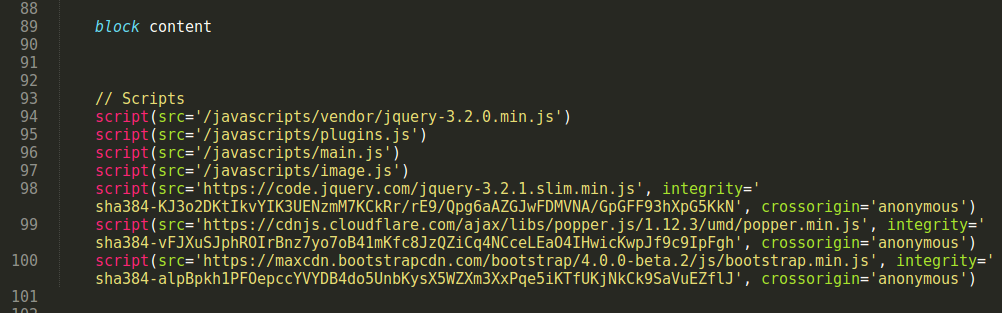 88
89 block content
90
91
92
93 // Scripts
94 script(src='/javascripts/vendor/jquery-3.2.0.min.js')
95 script(src='/javascripts/plugins.js')
96 script(src='/javascripts/main.js')
97 script(src='/javascripts/image.js')
98 script(src='https://code.jquery.com/jquery-3.2.1.slim.min.js', integrity='
sha384-KJ3o2DKtIkvYIK3UENzmM7KCkRr/rE9/Qpg6aAZGJwFDMVNA/GpGFF93hXpG5KkN', crossorigin='anonymous')
99 script(src='https://cdnjs.cloudflare.com/ajax/libs/popper.js/1.12.3/umd/popper.min.js', integrity='
sha384-vFJXuSJphROIrBnz7yo7oB41mKfc8JzQZiCq4NCceLEaO4IHwicKwpJf9c9IpFgh', crossorigin='anonymous')
100 script(src='https://maxcdn.bootstrapcdn.com/bootstrap/4.0.0-beta.2/js/bootstrap.min.js', integrity='
sha384-alpBpkh1PFOepccYVYDB4do5UnbKysX5WZXm3XxPqe5iKTfUKjNkCk9SaVuEZflJ', crossorigin='anonymous')
101